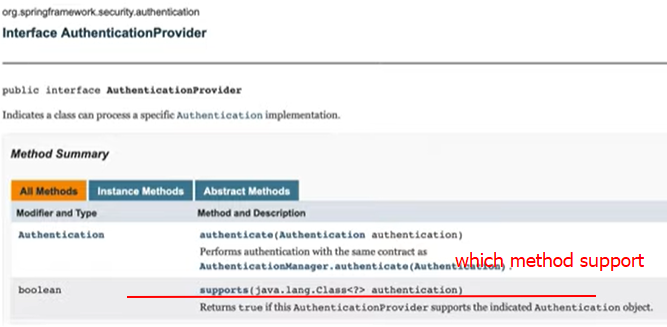 org.springframework.security.authentication
Interface AuthenticationProvider
public interface AuthenticationProvider
Indicates a class can process a specific Authentication implementation.
Method Summary
All Methods Instance Methods Abstract Methods
Modifier and Type Method and Description
Authentication authenticate(Authentication authentication)
Performs authentication with the same contract as
AuthenticationManager.authenticate(Authentication).
which method support
boolean supports(java.lang.Class<?> authentication)
Returns true if this AuthenticationProvider supports the indicated Authentication object.